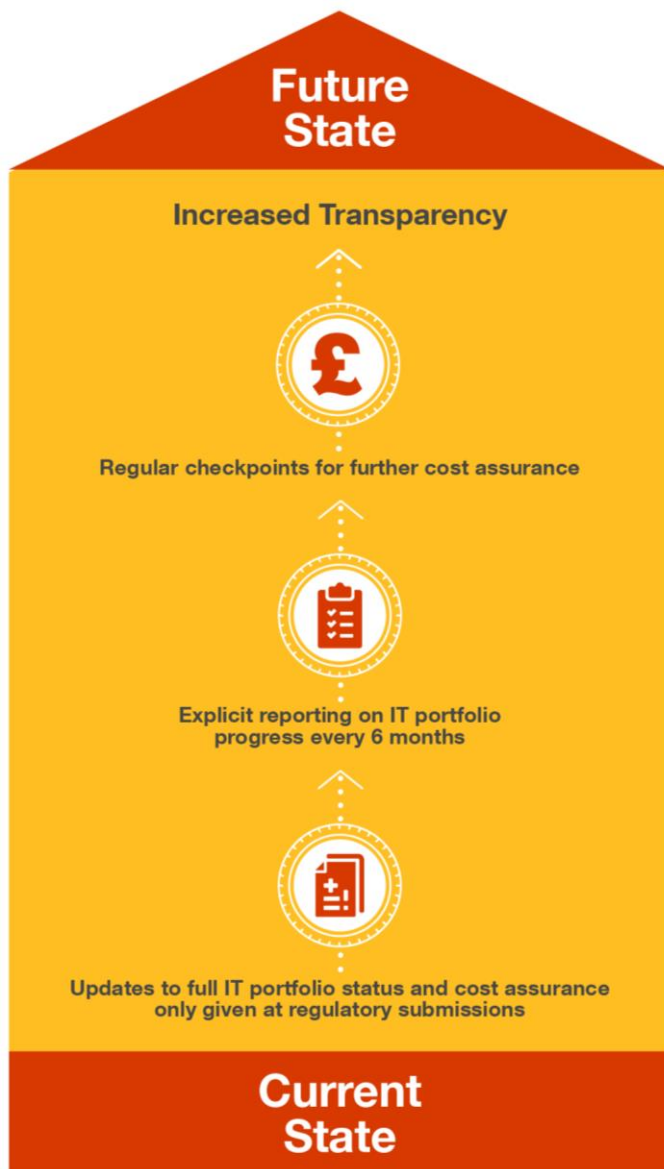 Future
State
Increased Transparency
£
Regular checkpoints for further cost assurance
Explicit reporting on IT portfolio
progress every 6 months
Updates to full IT portfolio status and cost assurance
only given at regulatory submissions
Current
State